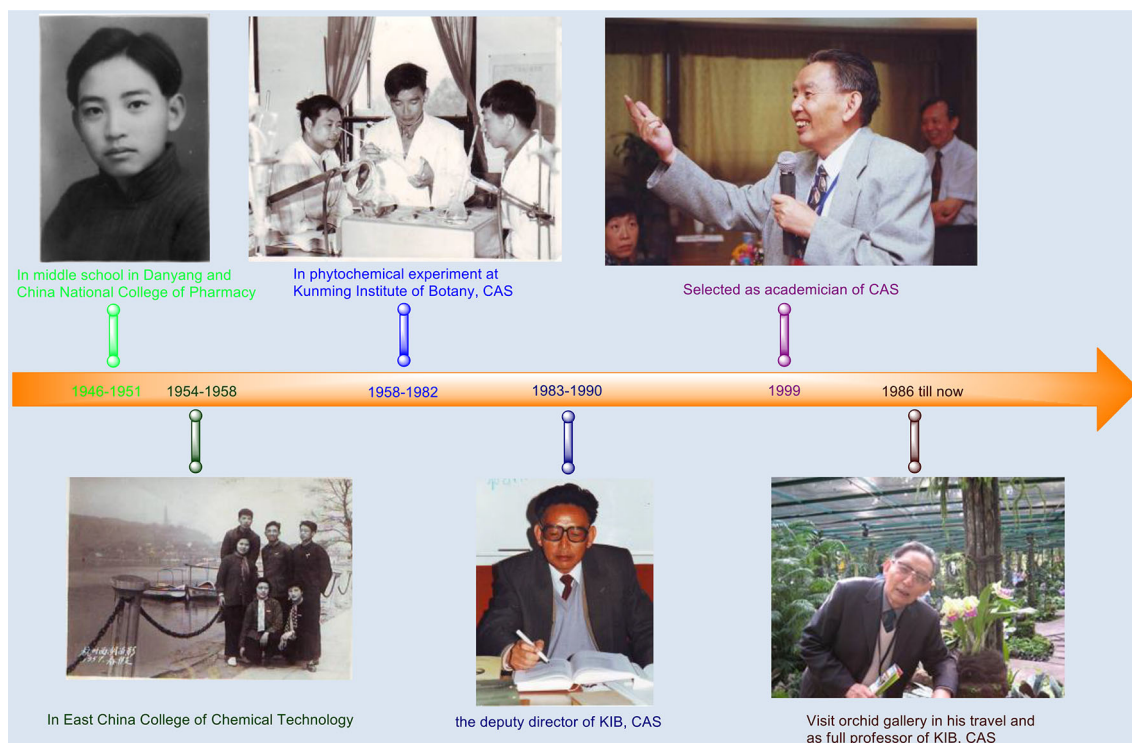 In middle school in Danyang and
China National College of Pharmacy
In phytochemical experiment at
Kunming Institute of Botany, CAS
Selected as academician of CAS
1946-1951
1954-1958
1958-1982
1983-1990
1999
1986 till now
In East China College of Chemical Technology
the deputy director of KIB, CAS
Visit orchid gallery in his travel and
as full professor of KIB, CAS